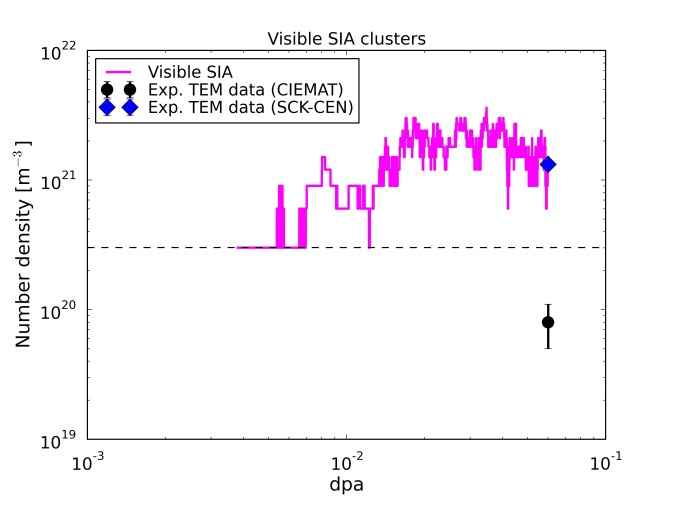 Visible SIA clusters
10^22
Visible SIA
Exp. TEM data (CIEMAT)
Exp. TEM data (SCK-CEN)
10^21
Number density [m^-3]
10^20
10^19
10^-3
10^-2
10^-1
dpa